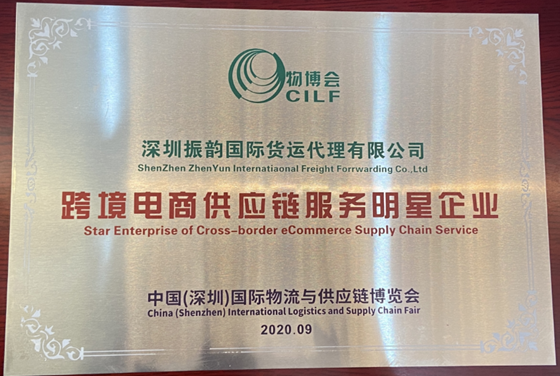 物博会
CILF
深圳振韵国际货运代理有限公司
ShenZhen ZhenYun Internatiaonal Freight Forrwarding Co.,Ltd
跨境电商供应链服务明星企业
Star Enterprise of Cross-border eCommerce Supply Chain Service
中国(深圳)国际物流与供应链博览会
China (Shenzhen) International Logistics and Supply Chain Fair
2020.09